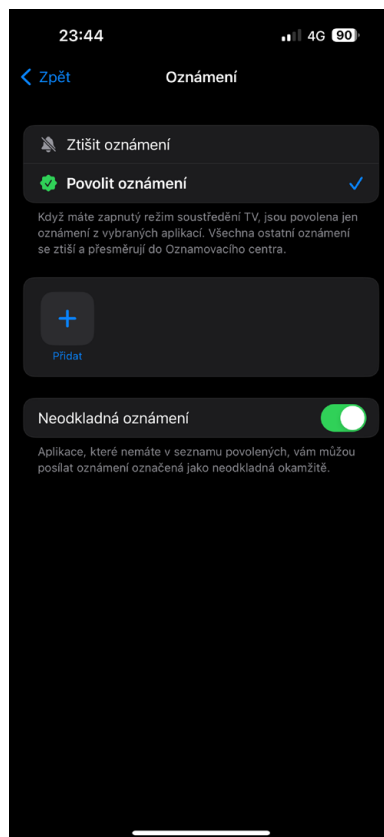 23:44
4G 90
Zpět
Oznámení
Ztišit oznámení
Povolit oznámení
Když máte zapnutý režim soustředění TV, jsou povolena jen
oznámení z vybraných aplikací. Všechna ostatní oznámení
se ztiší a přesměrují do Oznamovacího centra.
Přidat
Neodkladná oznámení
Aplikace, které nemáte v seznamu povolených, vám můžou
posílat oznámení označená jako neodkladná okamžitě.